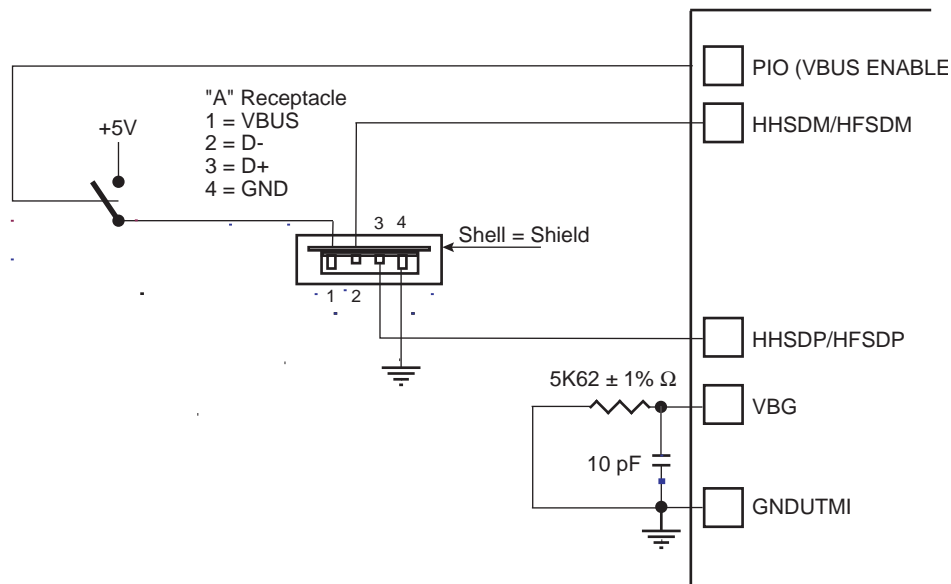 PIO (VBUS ENABLE
"A" Receptacle
1 = VBUS
2 = D-
3 = D+
4 = GND
+5V
HHSDM/HFSDM
3 4
Shell = Shield
1 2
HHSDP/HFSDP
5K62 ± 1% Ω
VBG
10 pF
GNDUTMI